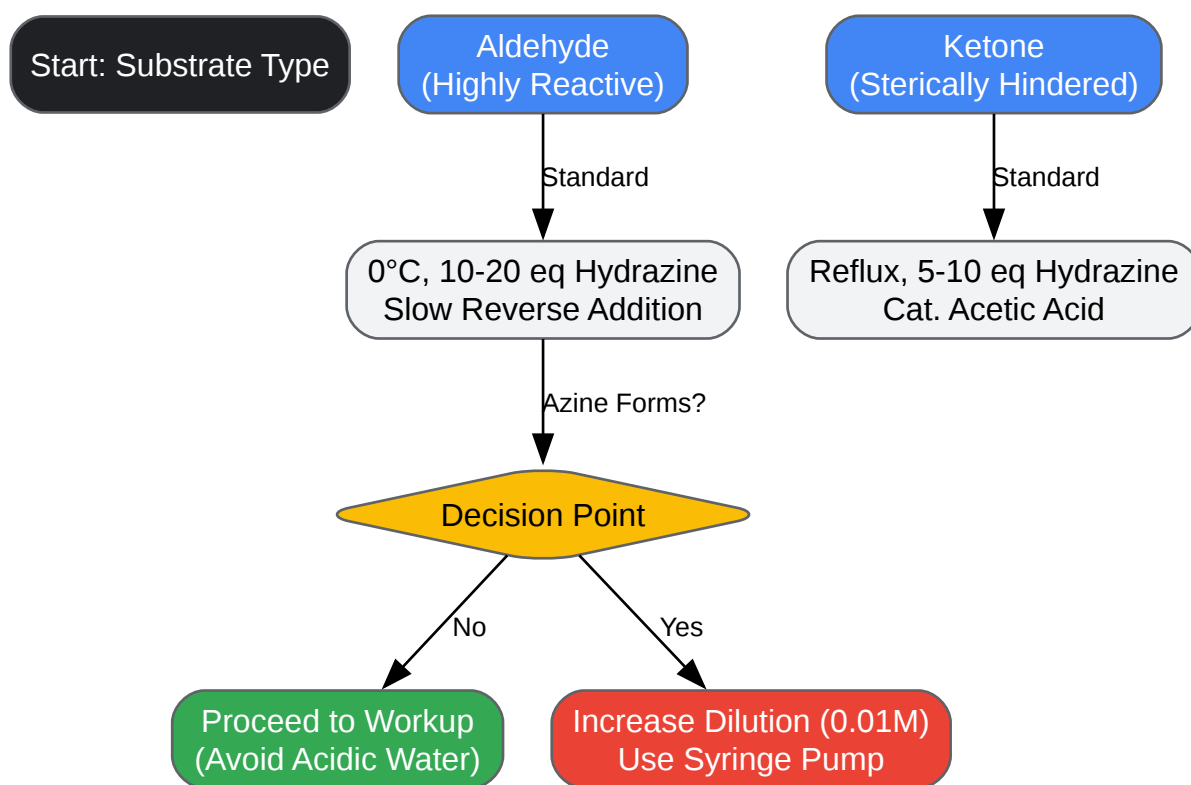 Start: Substrate Type
Aldehyde
(Highly Reactive)
Ketone
(Sterically Hindered)
Standard
Standard
0°C, 10-20 eq Hydrazine
Slow Reverse Addition
Reflux, 5-10 eq Hydrazine
Cat. Acetic Acid
Azine Forms?
Decision Point
No
Yes
Proceed to Workup
(Avoid Acidic Water)
Increase Dilution (0.01M)
Use Syringe Pump